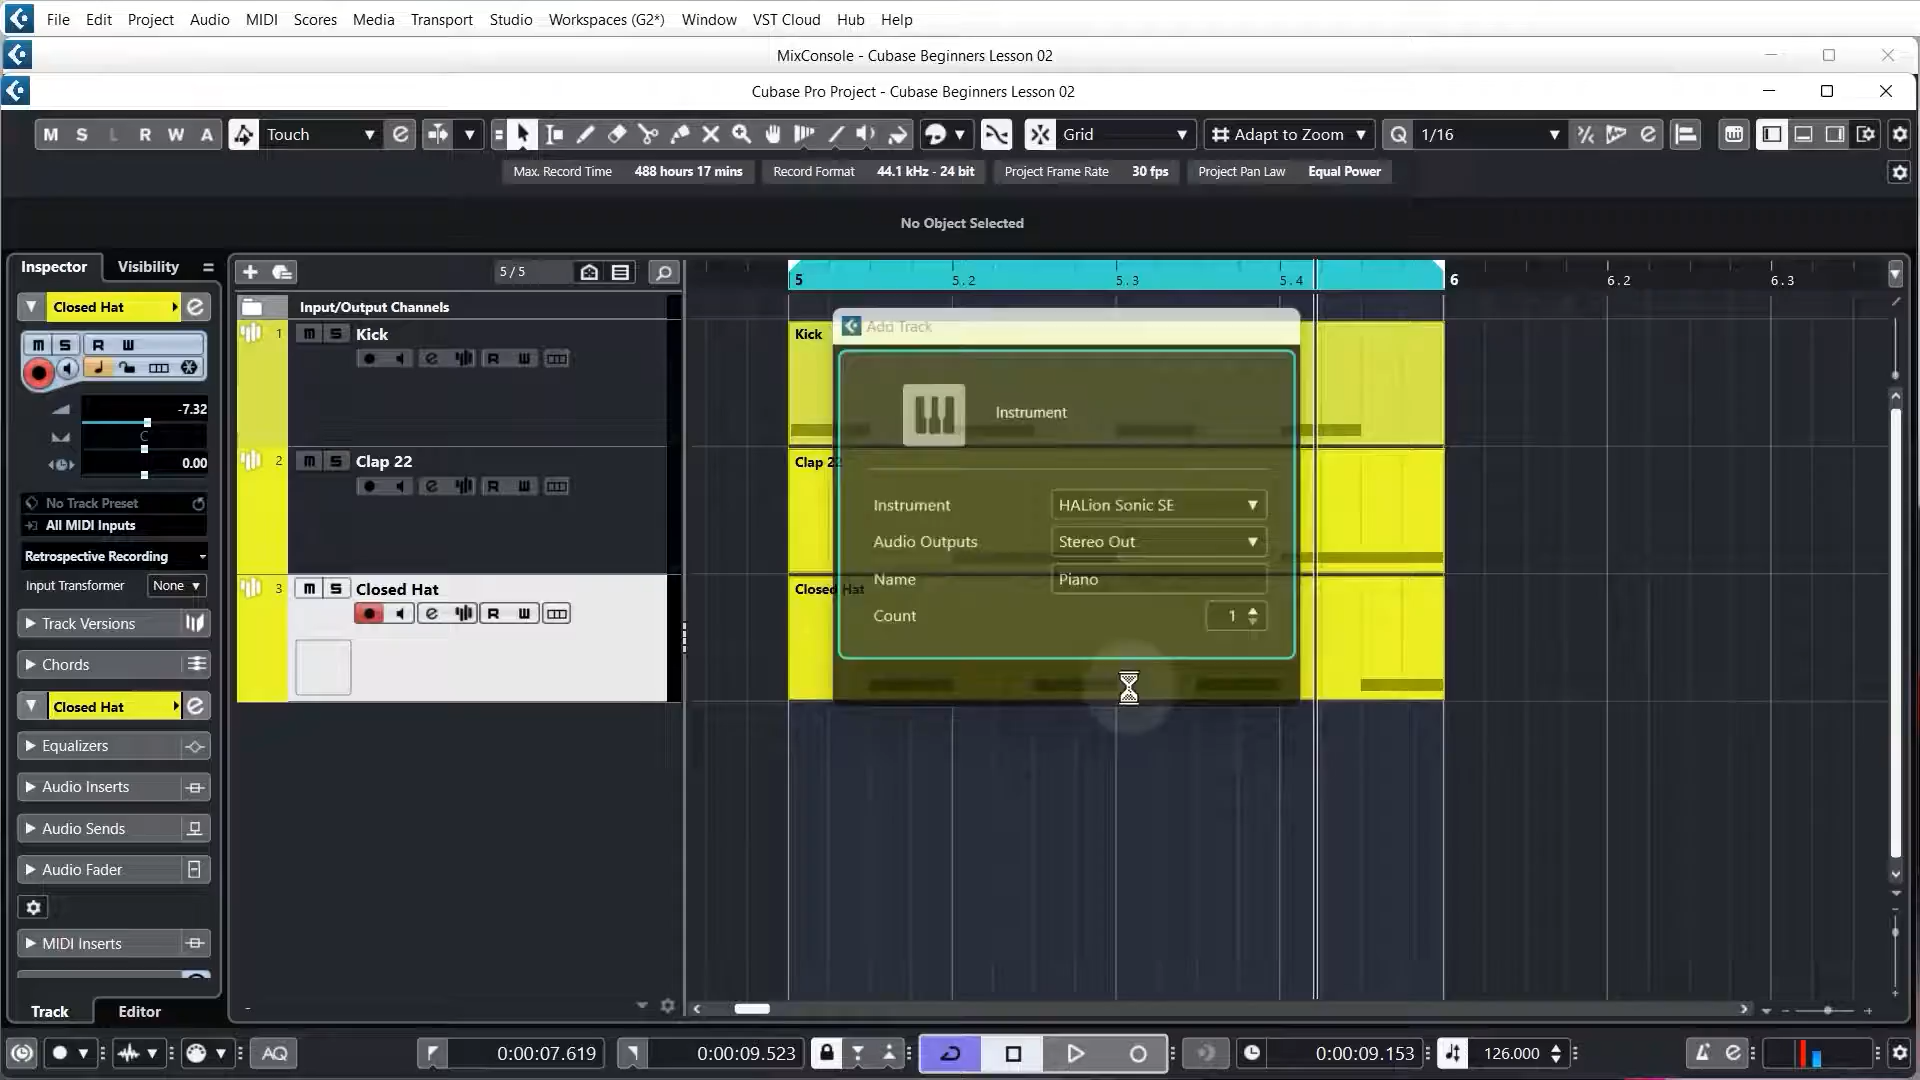 File Edit Project Audio MIDI Scores Media Transport Studio Workspaces (G2*) Window VST Cloud Hub Help
MixConsole - Cubase Beginners Lesson 02
Cubase Pro Project - Cubase Beginners Lesson 02
M S L R W A Touch Grid Adapt to Zoom Q 1/16
Max. Record Time 488 hours 17 mins Record Format 44.1 kHz - 24 bit Project Frame Rate 30 fps Project Pan Law Equal Power
No Object Selected
Inspector Visibility
5 / 5
5 5.2 5.3 5.4 6 6.2 6.3
Closed Hat
Input/Output Channels
Add Track
1 m S Kick
Kick
m S R W
R W
-7.32
C
Instrument
0.00
2 m S Clap 22
Clap 22
R W
No Track Preset
All MIDI Inputs
Instrument HALion Sonic SE
Audio Outputs Stereo Out
Retrospective Recording
Input Transformer None
Name Piano
3 m S Closed Hat
Closed Hat
R W
Count 1
Track Versions
Chords
Closed Hat
Equalizers
Audio Inserts
Audio Sends
Audio Fader
MIDI Inserts
Track Editor
AQ 0:00:07.619 0:00:09.523 0:00:09.153 126.000